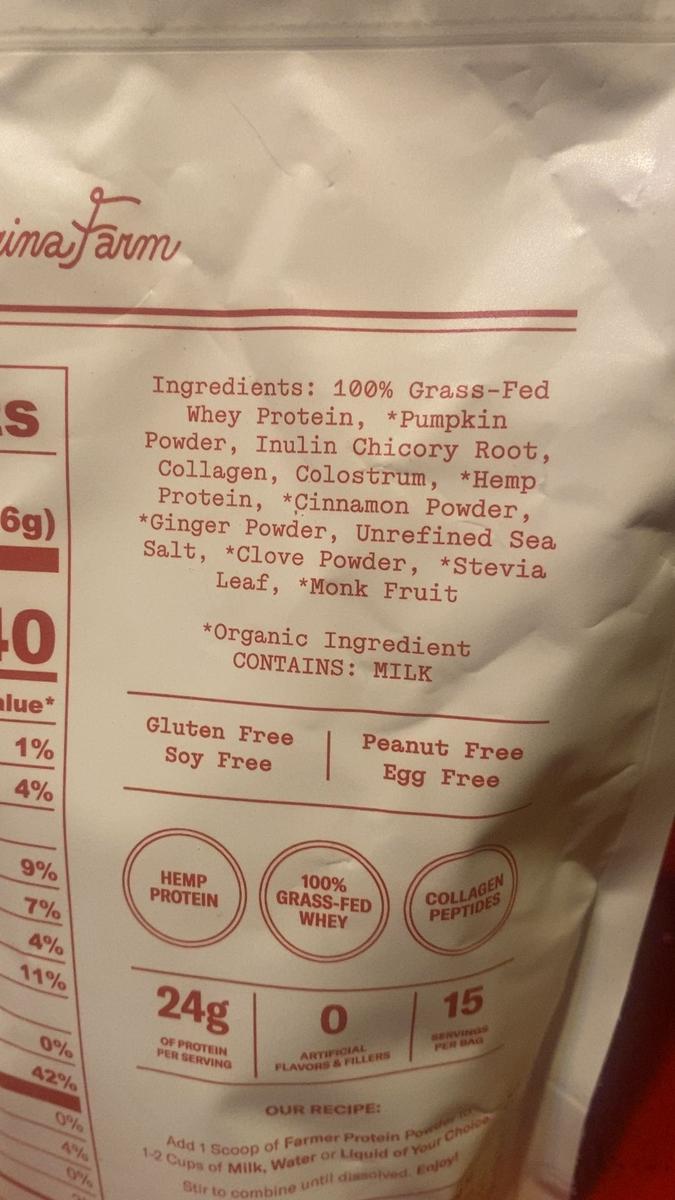 Farm
Ingredients: 100% Grass-Fed
Whey Protein, *Pumpkin
Powder, Inulin Chicory Root,
Collagen, Colostrum, *Hemp
Protein, *Cinnamon Powder,
*Ginger Powder, Unrefined Sea
Salt, *Clove Powder, *Stevia
Leaf, *Monk Fruit
*Organic Ingredient
CONTAINS: MILK
6g)
40
alue*
1%
4%
9%
7%
4%
11%
0%
42%
0%
4%
0%
Gluten Free
Soy Free
Peanut Free
Egg Free
HEMP
PROTEIN
100%
GRASS-FED
WHEY
COLLAGEN
PEPTIDES
24g
OF PROTEIN
PER SERVING
0
ARTIFICIAL
FLAVORS & FILLERS
15
SERVINGS
PER BAG
OUR RECIPE:
Add 1 Scoop of Farmer Protein Powder to
1-2 Cups of Milk, Water or Liquid of Your Choice.
Stir to combine until dissolved. Enjoy!